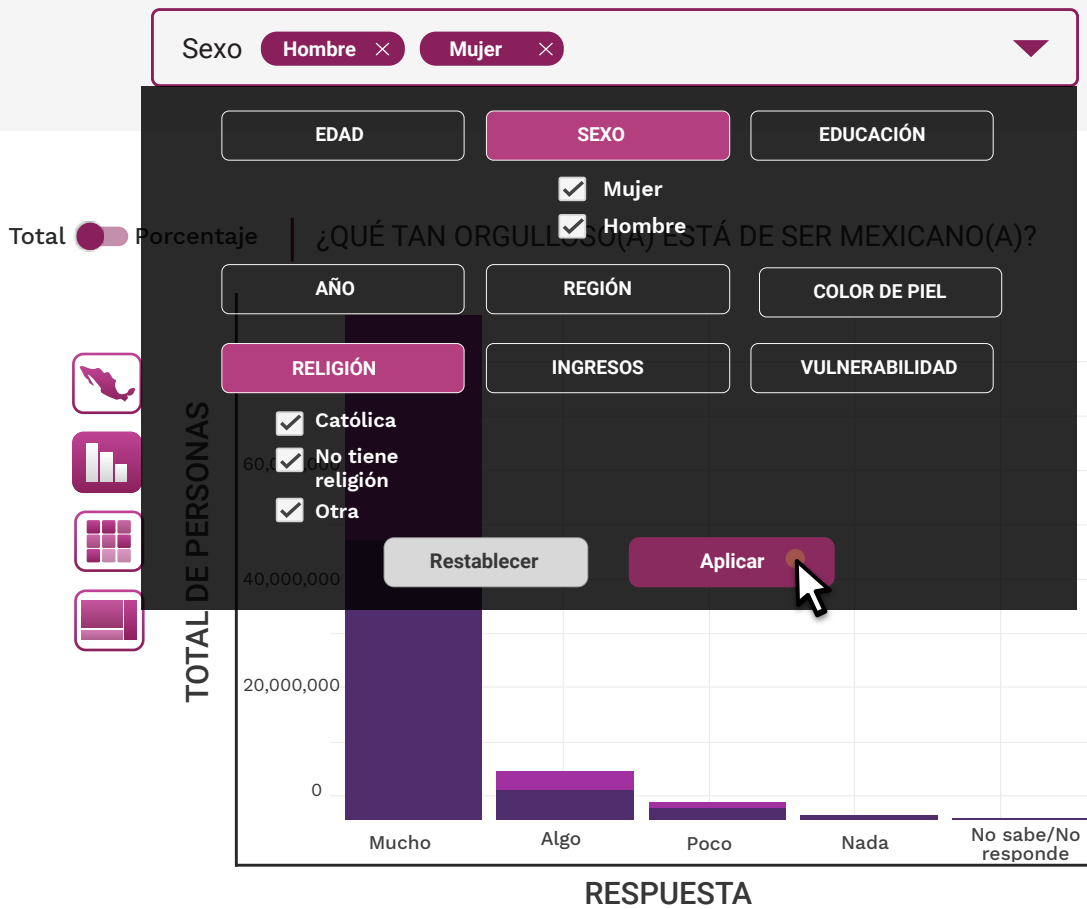 Sexo Hombre Mujer
EDAD SEXO EDUCACIÓN
Mujer
Hombre
Total Porcentaje
¿QUÉ TAN ORGULLOSO(A) ESTÁ DE SER MEXICANO(A)?
AÑO REGIÓN COLOR DE PIEL
RELIGIÓN INGRESOS VULNERABILIDAD
Católica
No tiene
religión
Otra
Restablecer Aplicar
TOTAL DE PERSONAS
60,000,000
40,000,000
20,000,000
0
Mucho Algo Poco Nada No sabe/No
responde
RESPUESTA